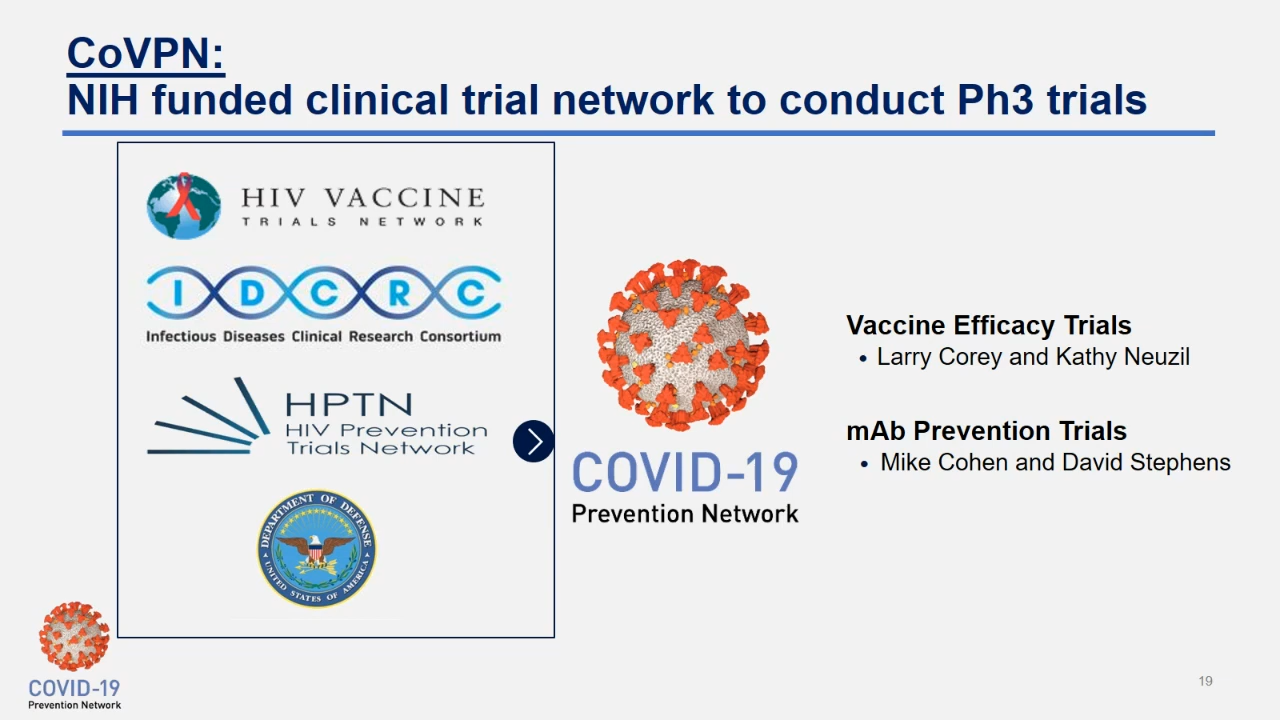 CoVPN:
NIH funded clinical trial network to conduct Ph3 trials
HIV VACCINE
TRIALS NETWORK
IDCRC
Infectious Diseases Clinical Research Consortium
HPTN
HIV Prevention
Trials Network
DEPARTMENT OF DEFENSE
UNITED STATES OF AMERICA
COVID-19
Prevention Network
Vaccine Efficacy Trials
• Larry Corey and Kathy Neuzil
mAb Prevention Trials
• Mike Cohen and David Stephens
COVID-19
Prevention Network
19